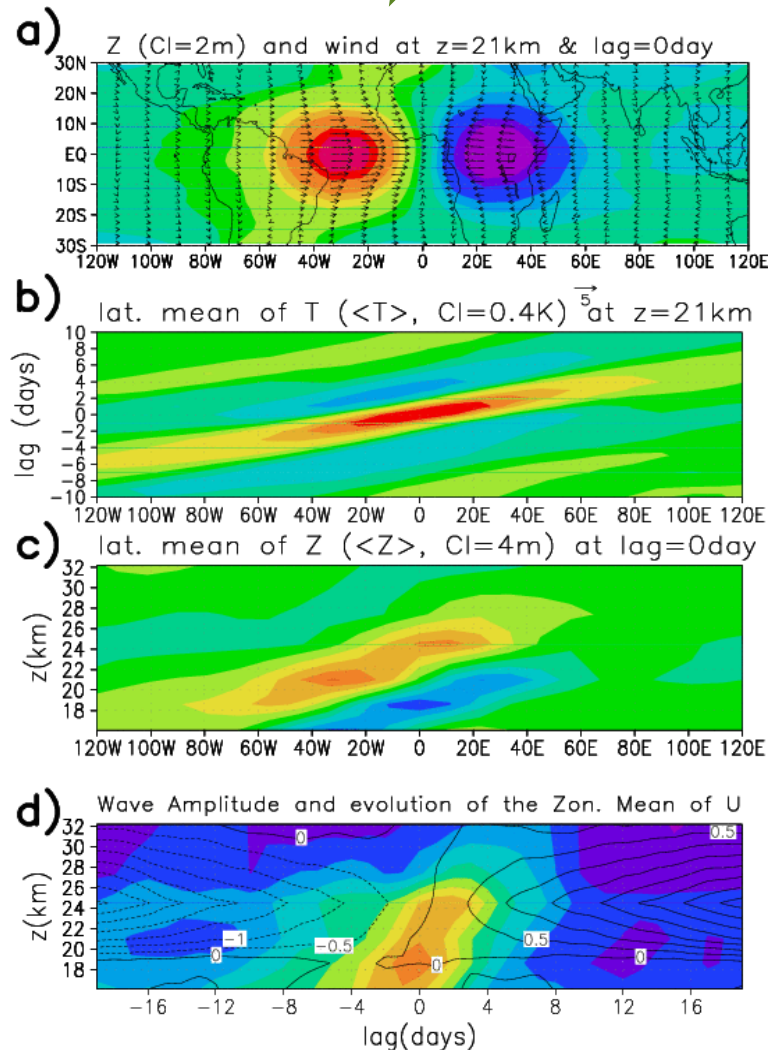 a)
Z (CI=2m) and wind at z=21km & lag=0day
30N
20N
10N
EQ
10S
20S
30S
120W 100W 80W 60W 40W 20W 0 20E 40E 60E 80E 100E 120E
5
b)
lat. mean of T (<T>, CI=0.4K) at z=21km
lag (days)
10
8
6
4
2
0
-2
-4
-6
-8
-10
120W 100W 80W 60W 40W 20W 0 20E 40E 60E 80E 100E 120E
c)
lat. mean of Z (<Z>, CI=4m) at lag=0day
z(km)
32
30
28
26
24
22
20
18
120W 100W 80W 60W 40W 20W 0 20E 40E 60E 80E 100E 120E
d)
Wave Amplitude and evolution of the Zon. Mean of U
z(km)
32
30
28
26
24
22
20
18
0
0.5
-1
-0.5
0.5
0
0
0
-16 -12 -8 -4 0 4 8 12 16
lag(days)